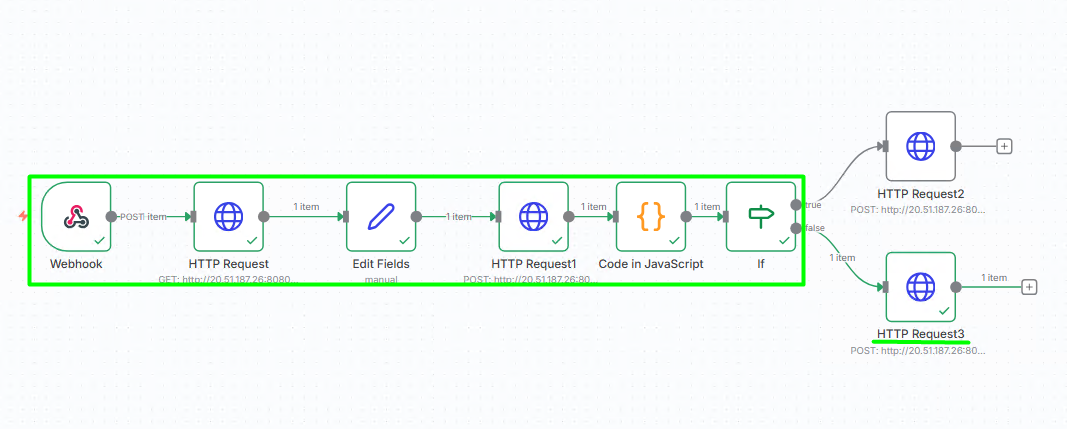 POST
1 item
1 item
1 item
1 item
1 item
Webhook
HTTP Request
GET: http://20.51.187.26:8080...
Edit Fields
manual
HTTP Request1
POST: http://20.51.187.26:80...
Code in JavaScript
If
true
false
HTTP Request2
POST: http://20.51.187.26:80...
1 item
1 item
HTTP Request3
POST: http://20.51.187.26:80...